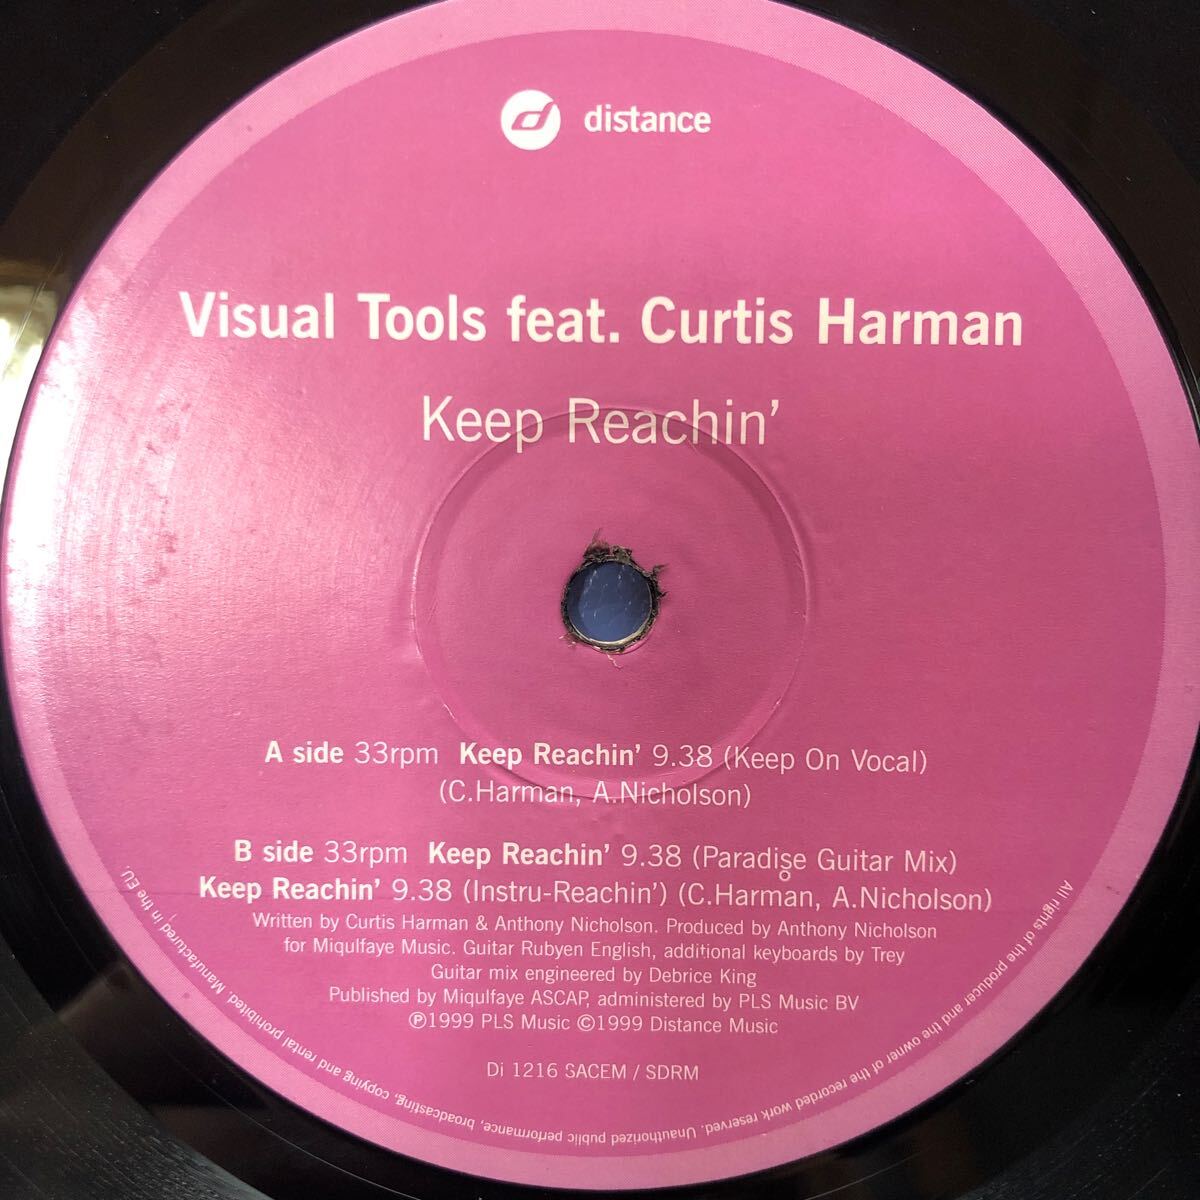 distance
Visual Tools feat. Curtis Harman
Keep Reachin'
A side 33rpm Keep Reachin' 9.38 (Keep On Vocal)
(C.Harman, A.Nicholson)
B side 33rpm Keep Reachin' 9.38 (Paradise Guitar Mix)
Keep Reachin' 9.38 (Instru-Reachin') (C.Harman, A.Nicholson)
Written by Curtis Harman & Anthony Nicholson. Produced by Anthony Nicholson
for Miqulfaye Music. Guitar Rubyen English, additional keyboards by Trey
Guitar mix engineered by Debrice King
Published by Miqulfaye ASCAP, administered by PLS Music BV
℗1999 PLS Music ©1999 Distance Music
Di 1216 SACEM / SDRM
All rights of the producer and the owner of the recorded work reserved. Unauthorized public performance, broadcasting, copying and rental prohibited. Manufactured in the EU.